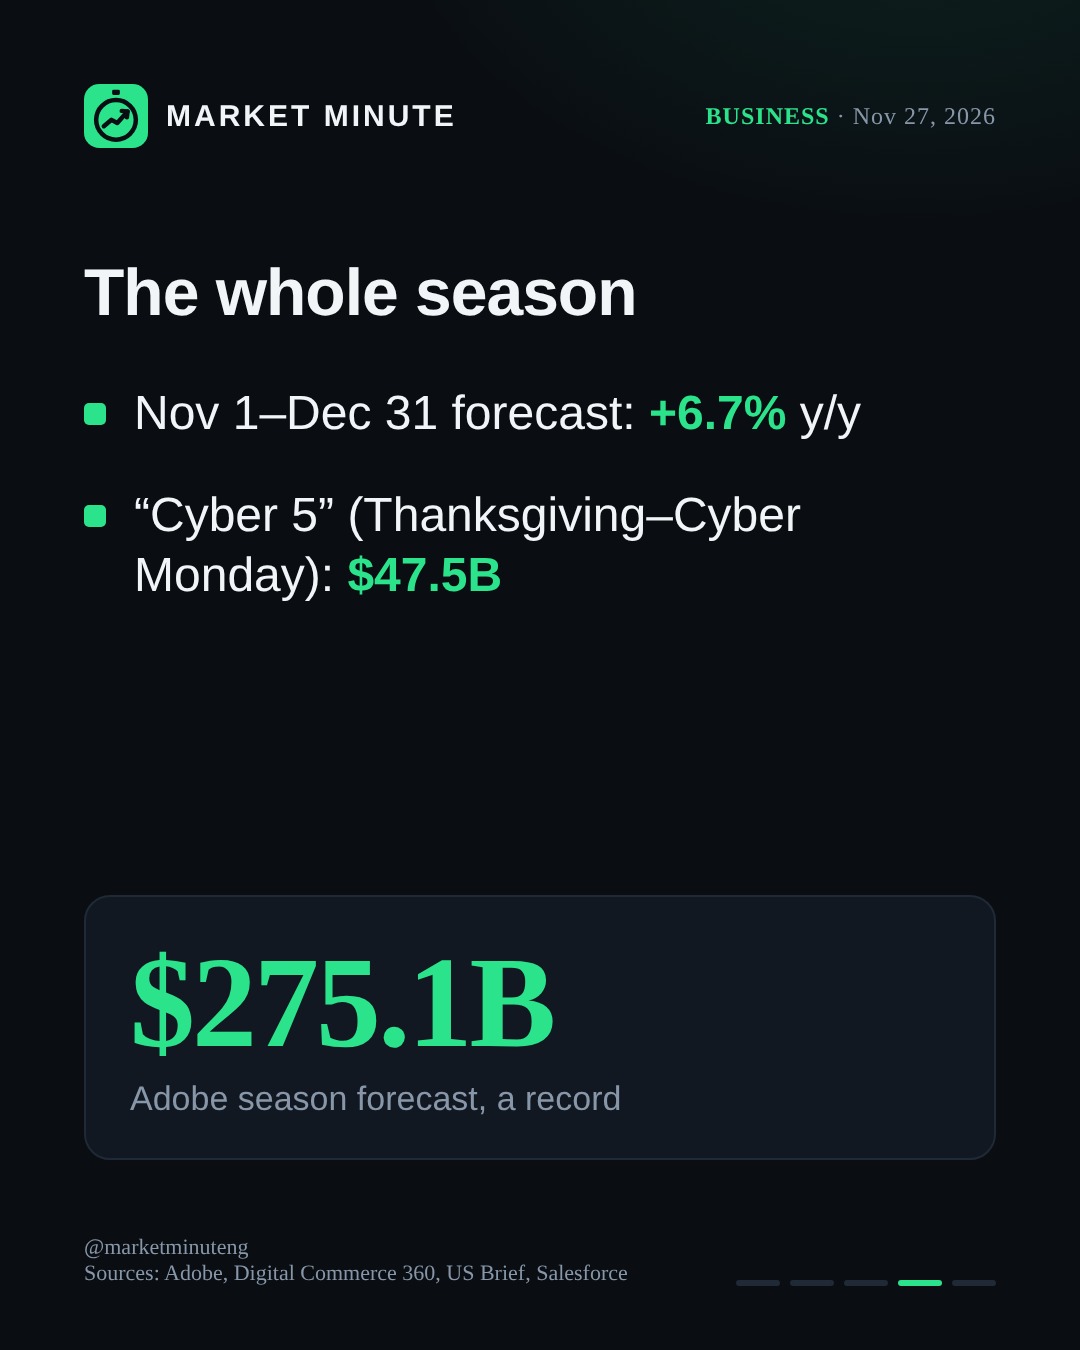 MARKET MINUTE
BUSINESS · Nov 27, 2026
The whole season
Nov 1–Dec 31 forecast: +6.7% y/y
“Cyber 5” (Thanksgiving–Cyber
Monday): $47.5B
$275.1B
Adobe season forecast, a record
@marketminuteng
Sources: Adobe, Digital Commerce 360, US Brief, Salesforce